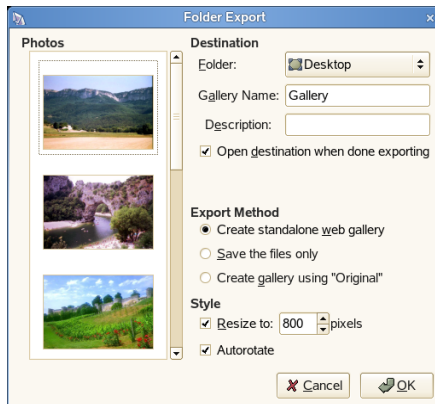 Folder Export
Photos
Destination
Folder: Desktop
Gallery Name: Gallery
Description:
Open destination when done exporting
Export Method
Create standalone web gallery
Save the files only
Create gallery using "Original"
Style
Resize to: 800 pixels
Autorotate
Cancel OK